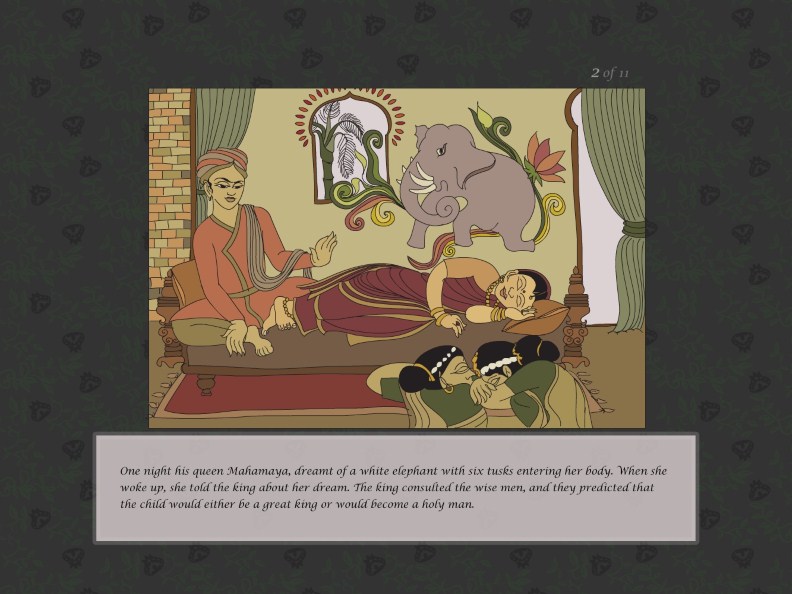 2 of 11
One night his queen Mahamaya, dreamt of a white elephant with six tusks entering her body. When she
woke up, she told the king about her dream. The king consulted the wise men, and they predicted that
the child would either be a great king or would become a holy man.